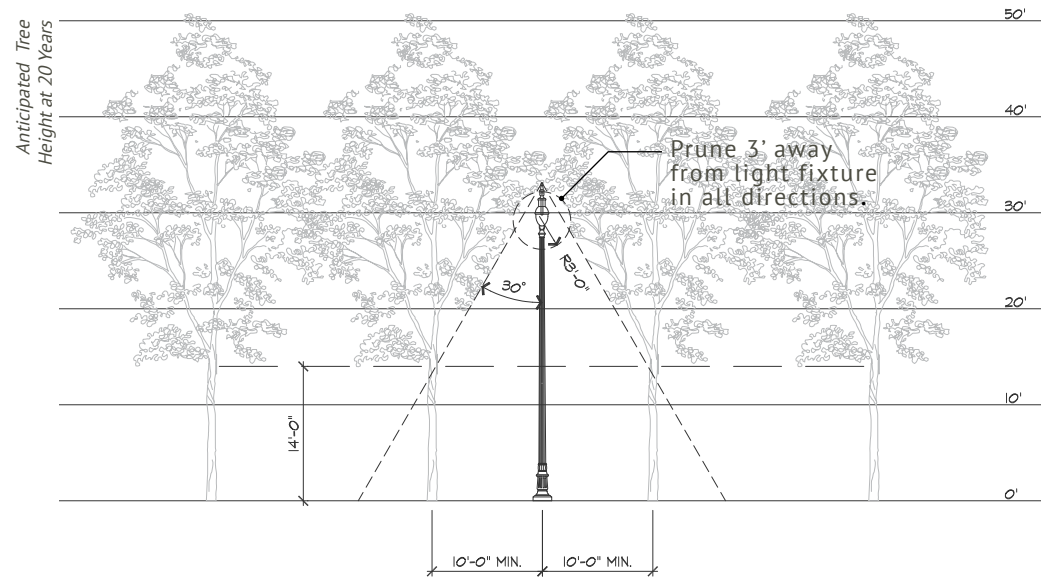 Anticipated Tree
Height at 20 Years
50'
40'
Prune 3' away
from light fixture
in all directions.
30'
R3'-0"
30°
20'
14'-0"
10'
0'
10'-0" MIN.
10'-0" MIN.